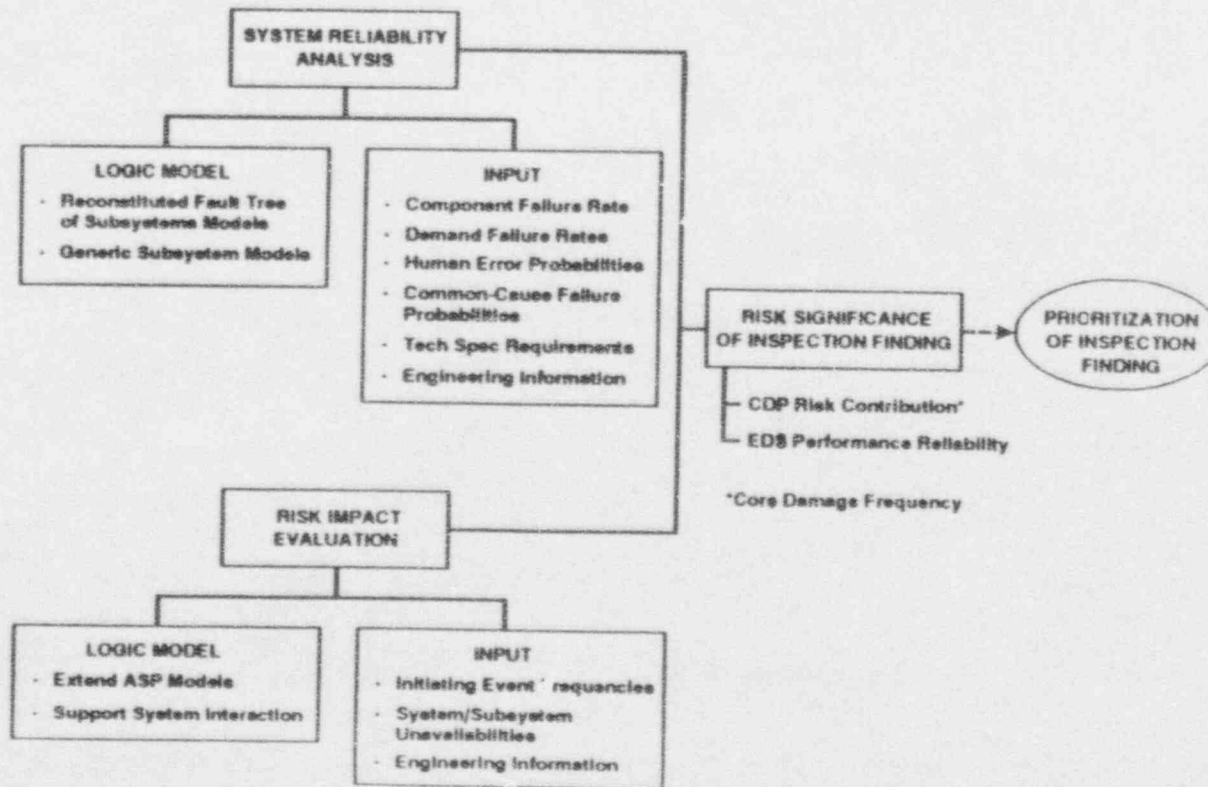 SYSTEM RELIABILITY
ANALYSIS
LOGIC MODEL
· Reconstituted Fault Tree
of Subsystems Models
· Generic Subsystem Models
INPUT
· Component Failure Rate
· Demand Failure Rates
· Human Error Probabilities
· Common-Cause Failure
Probabilities
· Tech Spec Requirements
· Engineering Information
RISK SIGNIFICANCE
OF INSPECTION FINDING
CDP Risk Contribution*
EDS Performance Reliability
*Core Damage Frequency
PRIORITIZATION
OF INSPECTION
FINDING
RISK IMPACT
EVALUATION
LOGIC MODEL
· Extend ASP Models
· Support System Interaction
INPUT
· Initiating Event requencies
· System/Subsystem
Unavailabilities
· Engineering Information